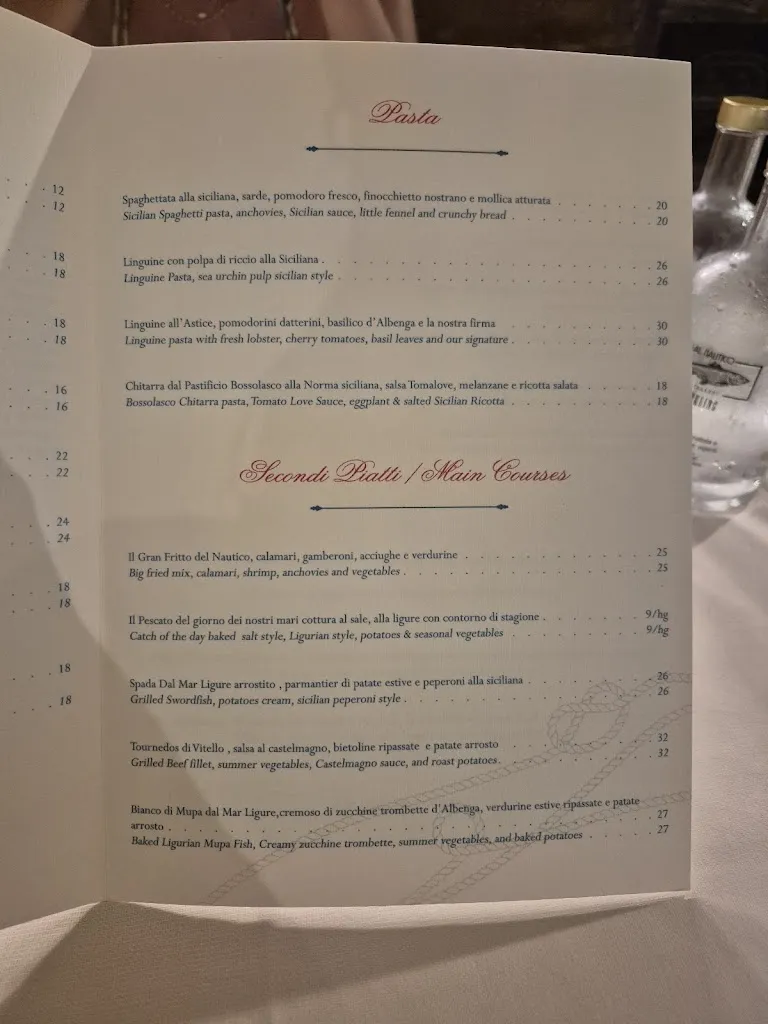 Pasta
. . . 12
. . . 12
. . . 18
. . . 18
. . . 18
. . . 18
. . . 16
. . . 16
. . . 22
. . . 22
. . . 24
. . . 24
. . . 18
. . . 18
. . . 18
. . . 18
Spaghettata alla siciliana, sarde, pomodoro fresco, finocchietto nostrano e mollica atturata . . . . . . . 20
Sicilian Spaghetti pasta, anchovies, Sicilian sauce, little fennel and crunchy bread . . . . . . . . . . 20
Linguine con polpa di riccio alla Siciliana . . . . . . . . . . . . . . . . . . . . . . 26
Linguine Pasta, sea urchin pulp sicilian style . . . . . . . . . . . . . . . . . . . . . 26
Linguine all'Astice, pomodorini datterini, basilico d'Albenga e la nostra firma . . . . . . . . . . . 30
Linguine pasta with fresh lobster, cherry tomatoes, basil leaves and our signature . . . . . . . . . . 30
Chitarra dal Pastificio Bossolasco alla Norma siciliana, salsa Tomalove, melanzane e ricotta salata . . . . . 18
Bossolasco Chitarra pasta, Tomato Love Sauce, eggplant & salted Sicilian Ricotta . . . . . . . . . . 18
Secondi Piatti / Main Courses
Il Gran Fritto del Nautico, calamari, gamberoni, acciughe e verdurine . . . . . . . . . . . . . 25
Big fried mix, calamari, shrimp, anchovies and vegetables . . . . . . . . . . . . . . . . . 25
Il Pescato del giorno dei nostri mari cottura al sale, alla ligure con contorno di stagione . . . . . . . 9/hg
Catch of the day baked salt style, Ligurian style, potatoes & seasonal vegetables . . . . . . . . . 9/hg
Spada Dal Mar Ligure arrostito , parmantier di patate estive e peperoni alla siciliana . . . . . . . . . 26
Grilled Swordfish, potatoes cream, sicilian peperoni style . . . . . . . . . . . . . . . . . 26
Tournedos di Vitello , salsa al castelmagno, bietoline ripassate e patate arrosto . . . . . . . . . . 32
Grilled Beef fillet, summer vegetables, Castelmagno sauce, and roast potatoes. . . . . . . . . . . 32
Bianco di Mupa dal Mar Ligure,cremoso di zucchine trombette d'Albenga, verdurine estive ripassate e patate
arrosto . . . . . . . . . . . . . . . . . . . . . . . . . . . . . 27
Baked Ligurian Mupa Fish, Creamy zucchine trombette, summer vegetables, and baked potatoes . . . . . . 27
NAUTICO